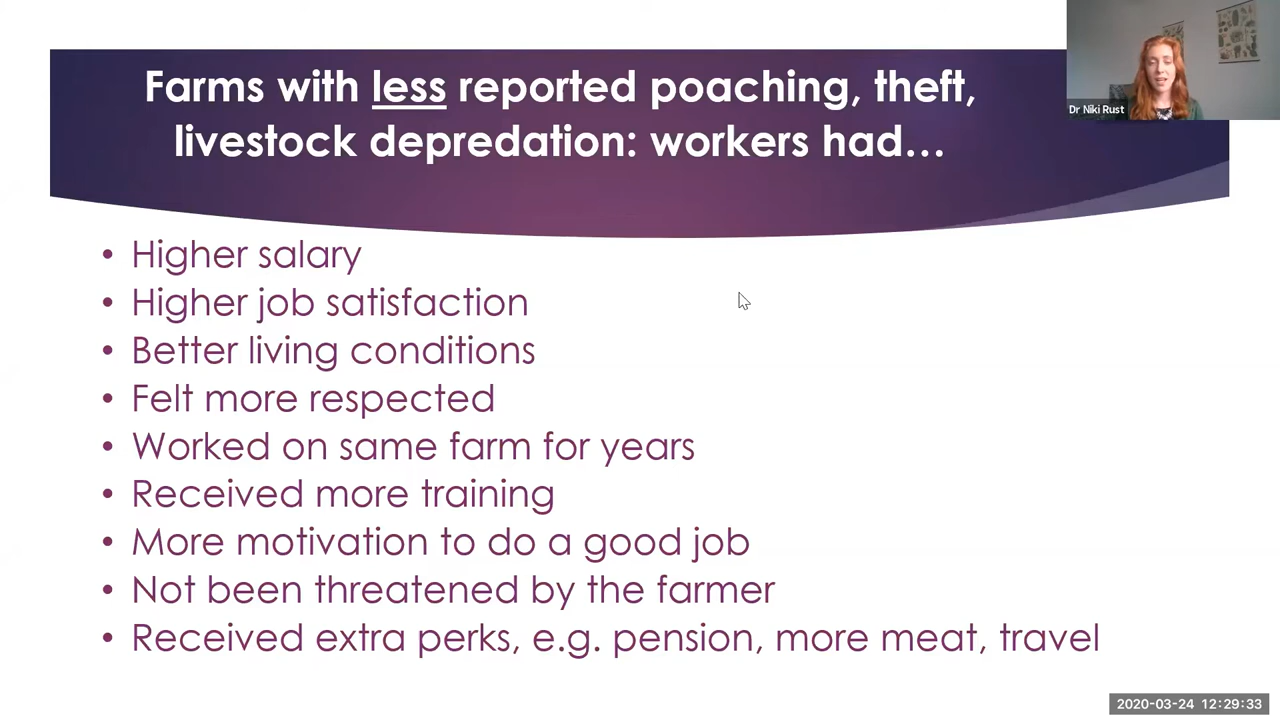 Farms with less reported poaching, theft,
livestock depredation: workers had…
Dr Niki Rust
• Higher salary
• Higher job satisfaction
• Better living conditions
• Felt more respected
• Worked on same farm for years
• Received more training
• More motivation to do a good job
• Not been threatened by the farmer
• Received extra perks, e.g. pension, more meat, travel
2020-03-24 12:29:33